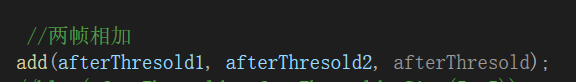 //两帧相加
add(afterThresold1, afterThresold2, afterThresold);